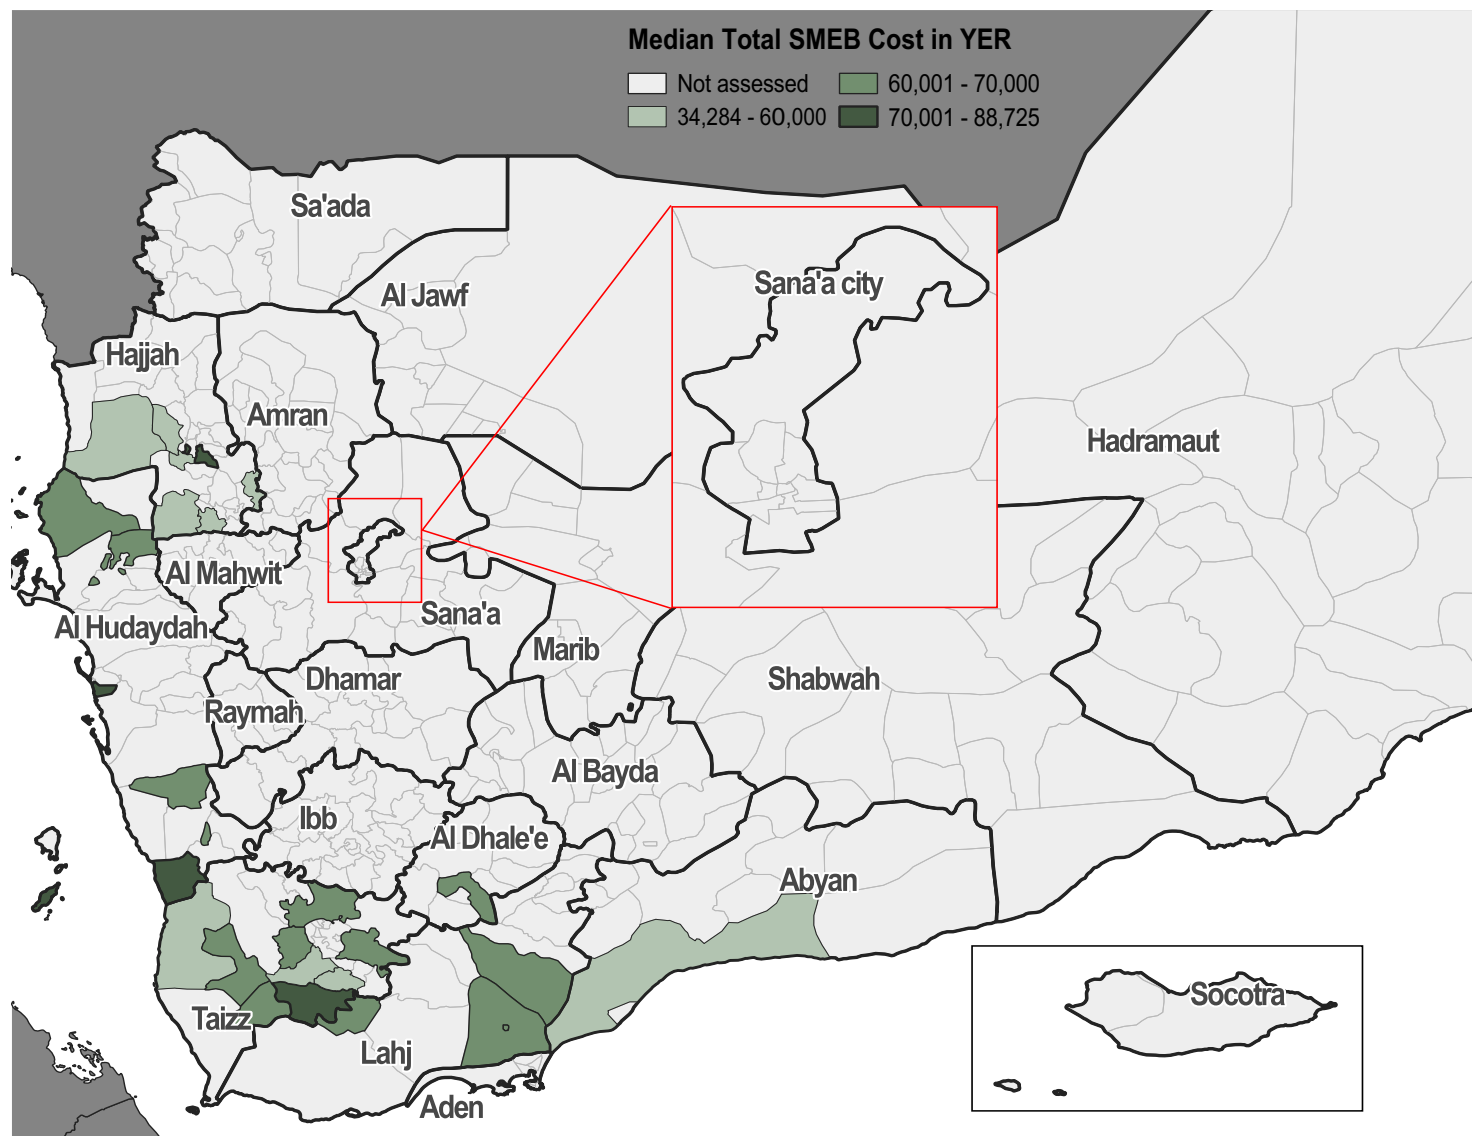 Median Total SMEB Cost in YER
Not assessed
60,001 - 70,000
34,284 - 60,000
70,001 - 88,725
Sa'ada
Al Jawf
Sana'a city
Hajjah
Amran
Hadramaut
Al Mahwit
Sana'a
Al Hudaydah
Marib
Dhamar
Shabwah
Raymah
Al Bayda
Ibb
Al Dhale'e
Abyan
Socotra
Taizz
Lahj
Aden